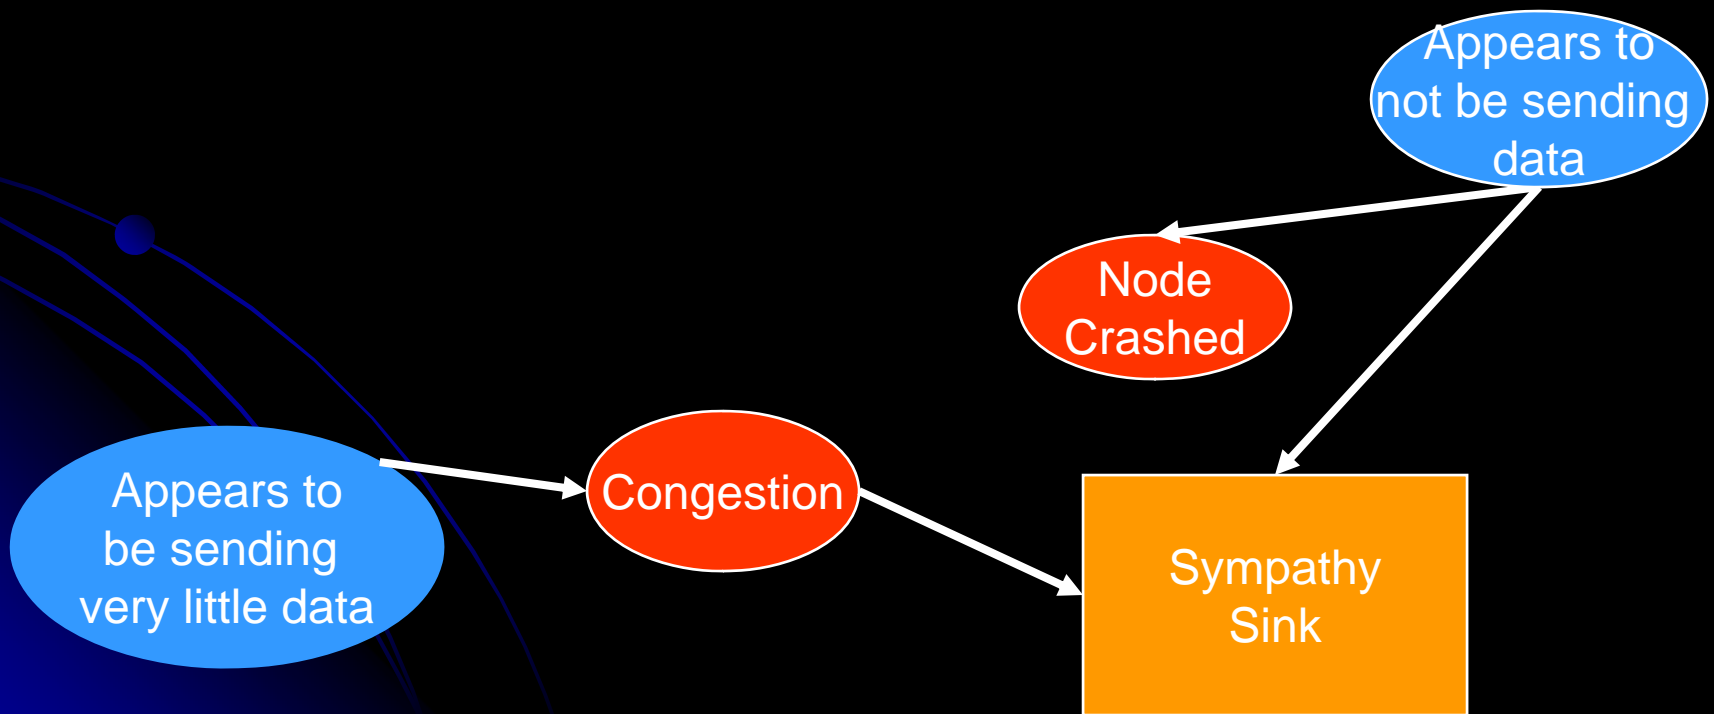 Appears to
not be sending
data
Node
Crashed
Appears to
be sending
very little data
Congestion
Sympathy
Sink